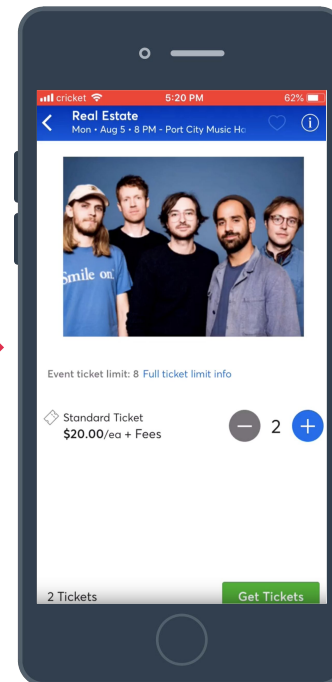 cricket 5:20 PM 62%
Real Estate
Mon • Aug 5 • 8 PM - Port City Music Ho
Smile on
Event ticket limit: 8 Full ticket limit info
Standard Ticket
$20.00/ea + Fees
2
2 Tickets Get Tickets